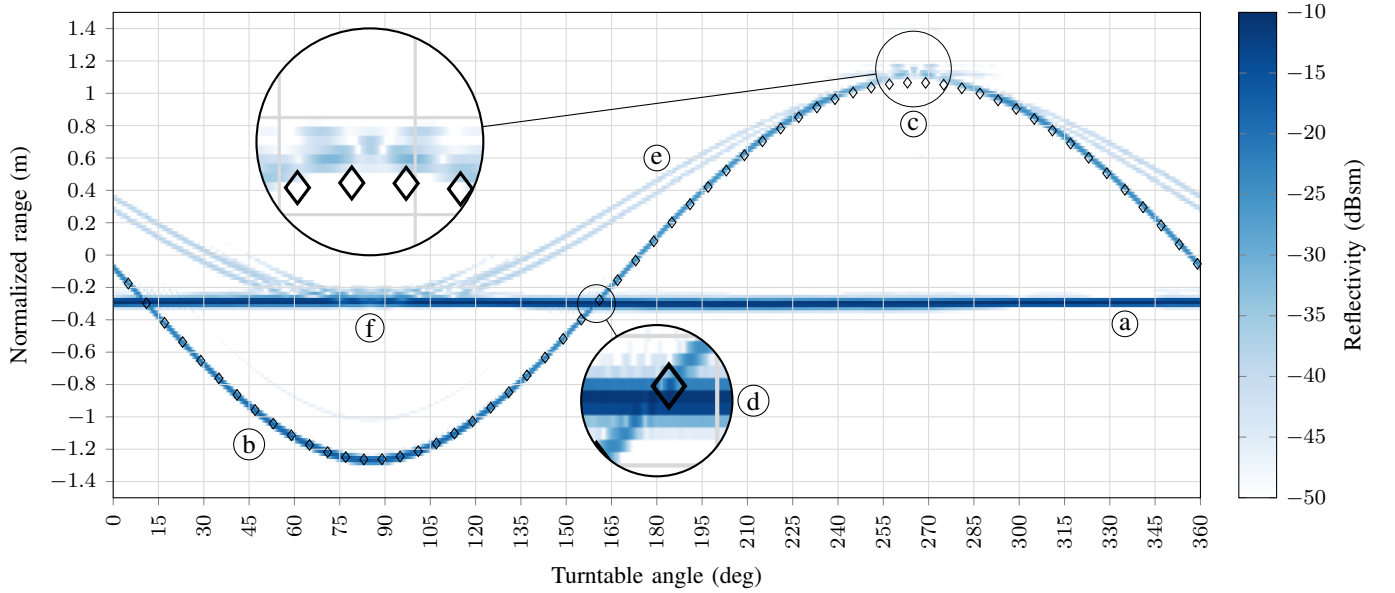 1.4
1.2
1
0.8
0.6
0.4
0.2
0
−0.2
−0.4
−0.6
−0.8
−1
−1.2
−1.4
Normalized range (m)
c
e
f
a
d
b
0 15 30 45 60 75 90 105 120 135 150 165 180 195 210 225 240 255 270 285 300 315 330 345 360
Turntable angle (deg)
−10
−15
−20
−25
−30
−35
−40
−45
−50
Reflectivity (dBsm)